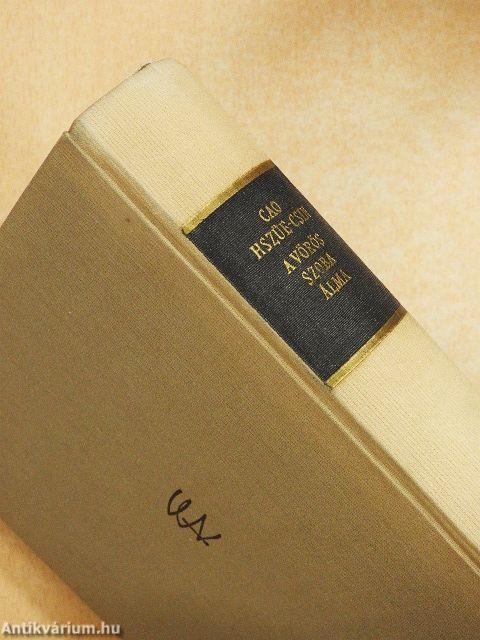 CAO
HSZÜE-CSIN
A VÖRÖS
SZOBA
ÁLMA
Antikvárium.hu